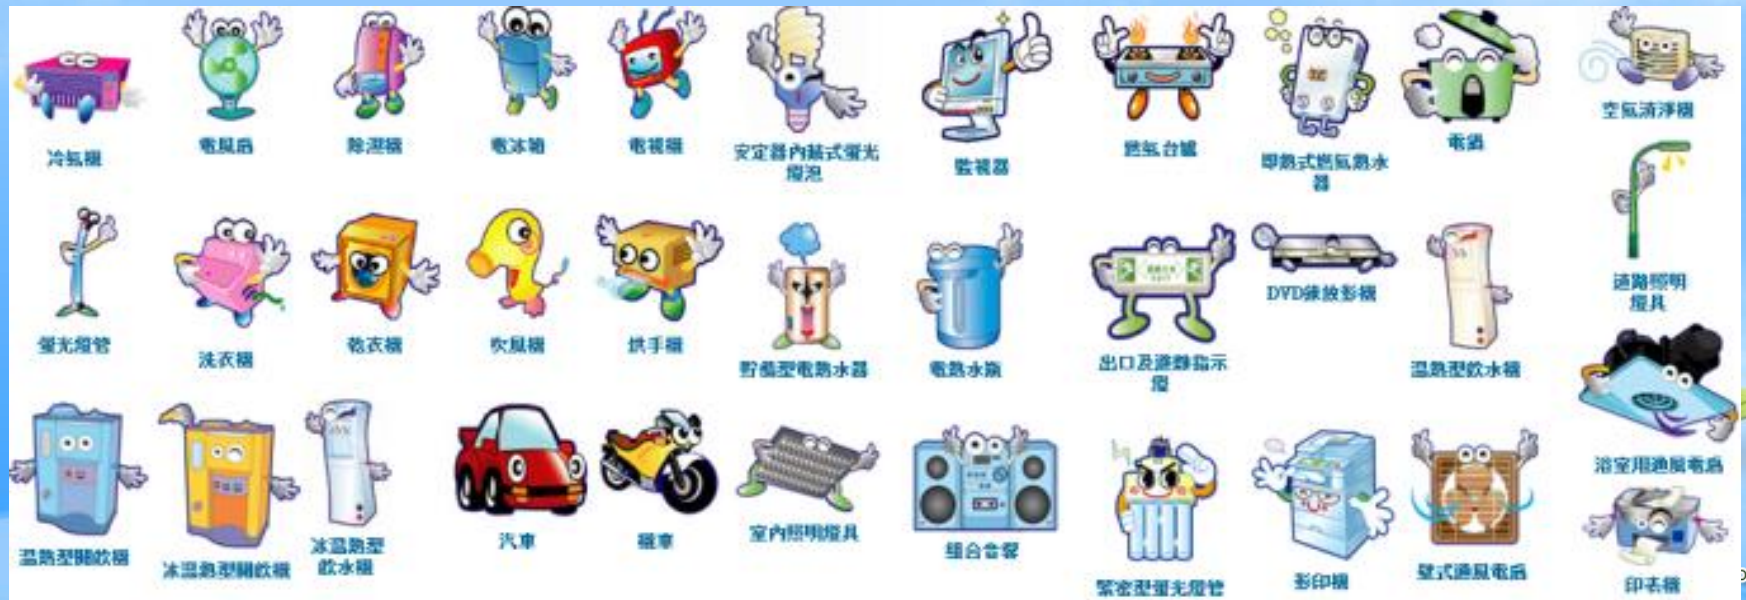 冷氣機
電風扇
除濕機
電冰箱
電視機
安定器內藏式螢光
燈泡
監視器
燃氣台爐
即熱式燃氣熱水
器
電鍋
空氣清淨機
螢光燈管
洗衣機
乾衣機
吹風機
烘手機
貯備型電熱水器
電熱水瓶
出口及避難指示
燈
DVD錄放影機
溫熱型飲水機
道路照明
燈具
溫熱型開飲機
冰溫熱型開飲機
冰溫熱型
飲水機
汽車
機車
室內照明燈具
組合音響
緊密型螢光燈管
影印機
壁式通風電扇
浴室用通風電扇
印表機